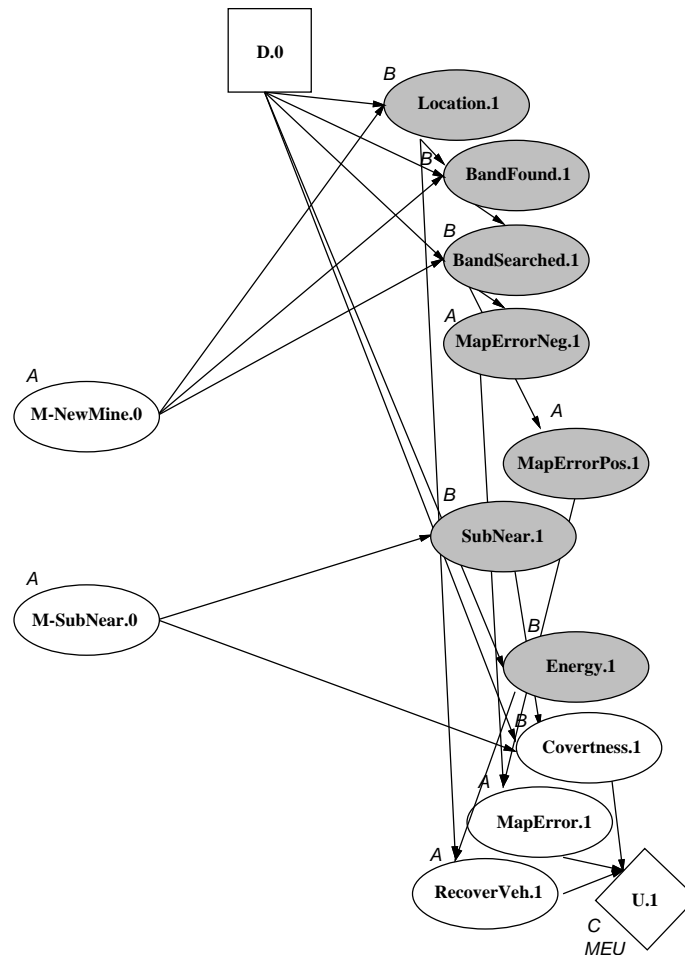 D.0
B
Location.1
B
BandFound.1
B
BandSearched.1
A
MapErrorNeg.1
A
M-NewMine.0
A
MapErrorPos.1
B
SubNear.1
A
M-SubNear.0
B
Energy.1
B
Covertness.1
A
MapError.1
A
RecoverVeh.1
U.1
C
MEU